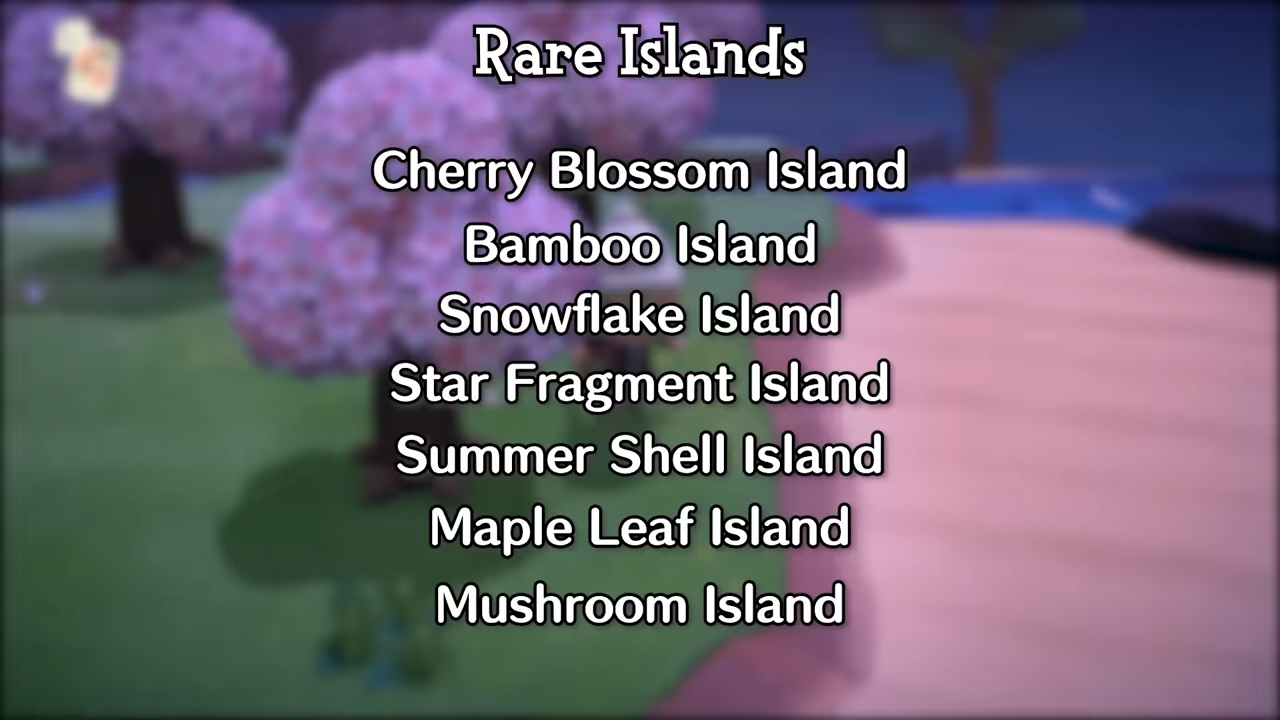 Rare Islands
Cherry Blossom Island
Bamboo Island
Snowflake Island
Star Fragment Island
Summer Shell Island
Maple Leaf Island
Mushroom Island